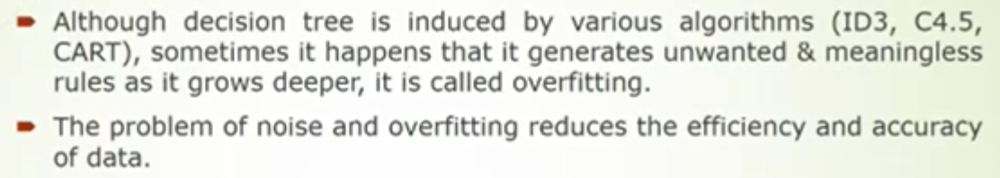 Although decision tree is induced by various algorithms (ID3, C4.5,
CART), sometimes it happens that it generates unwanted & meaningless
rules as it grows deeper, it is called overfitting.
The problem of noise and overfitting reduces the efficiency and accuracy
of data.